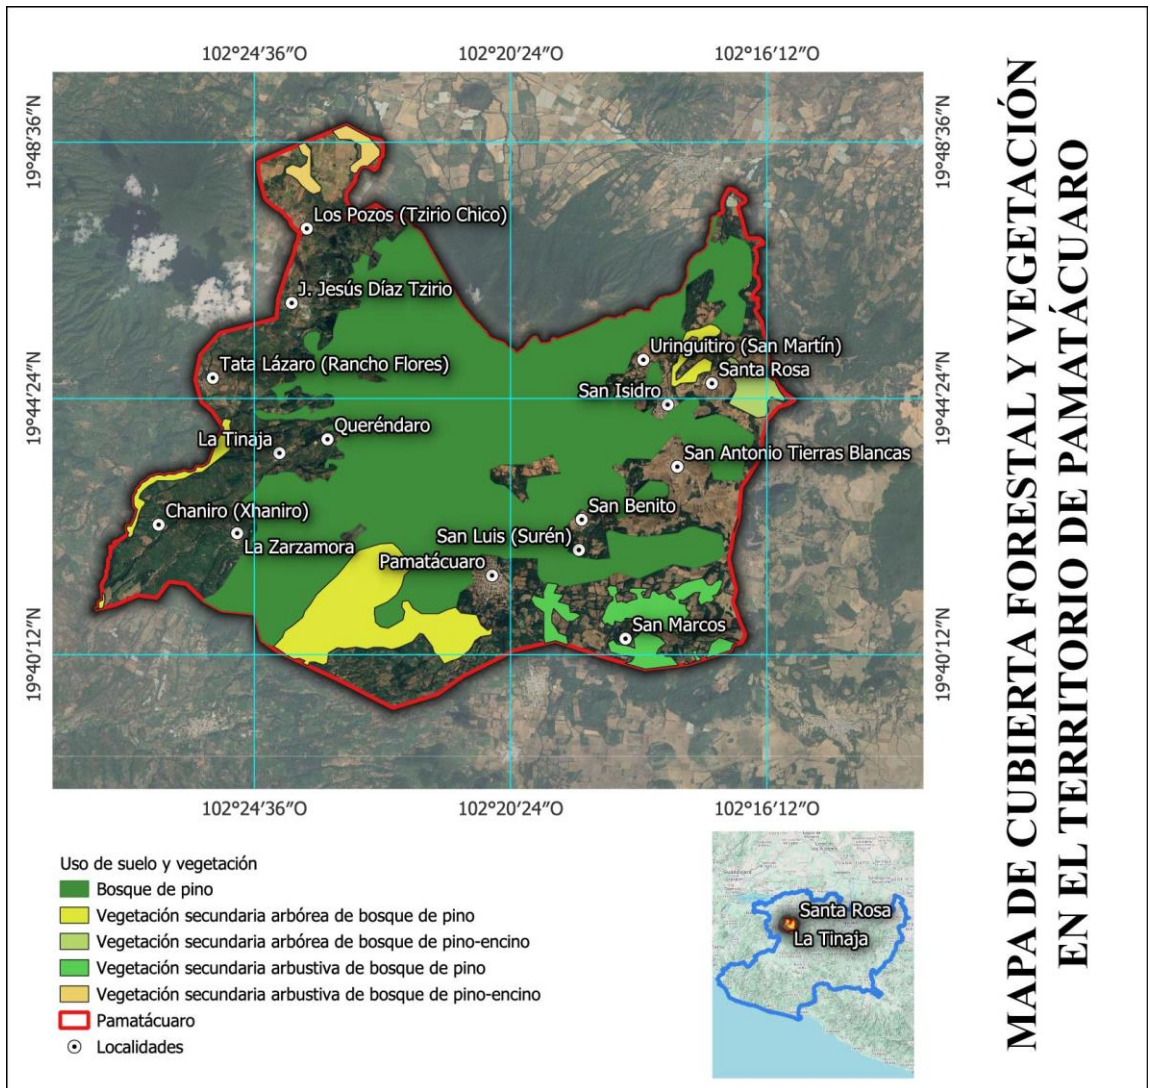 102°24'36"O
102°20'24"O
102°16'12"O
19°48'36"N
19°48'36"N
Los Pozos (Tzirio Chico)
J. Jesús Díaz Tzirio
Uringuitiro (San Martín)
Tata Lázaro (Rancho Flores)
Santa Rosa
San Isidro
19°44'24"N
19°44'24"N
Queréndaro
La Tinaja
San Antonio Tierras Blancas
Chaniro (Xhaniro)
San Benito
La Zarzamora
San Luis (Surén)
Pamatácuaro
San Marcos
19°40'12"N
19°40'12"N
102°24'36"O
102°20'24"O
102°16'12"O
MAPA DE CUBIERTA FORESTAL Y VEGETACIÓN
EN EL TERRITORIO DE PAMATÁCUARO
Uso de suelo y vegetación
Bosque de pino
Vegetación secundaria arbórea de bosque de pino
Vegetación secundaria arbórea de bosque de pino-encino
Vegetación secundaria arbustiva de bosque de pino
Vegetación secundaria arbustiva de bosque de pino-encino
Pamatácuaro
Localidades
Santa Rosa
La Tinaja